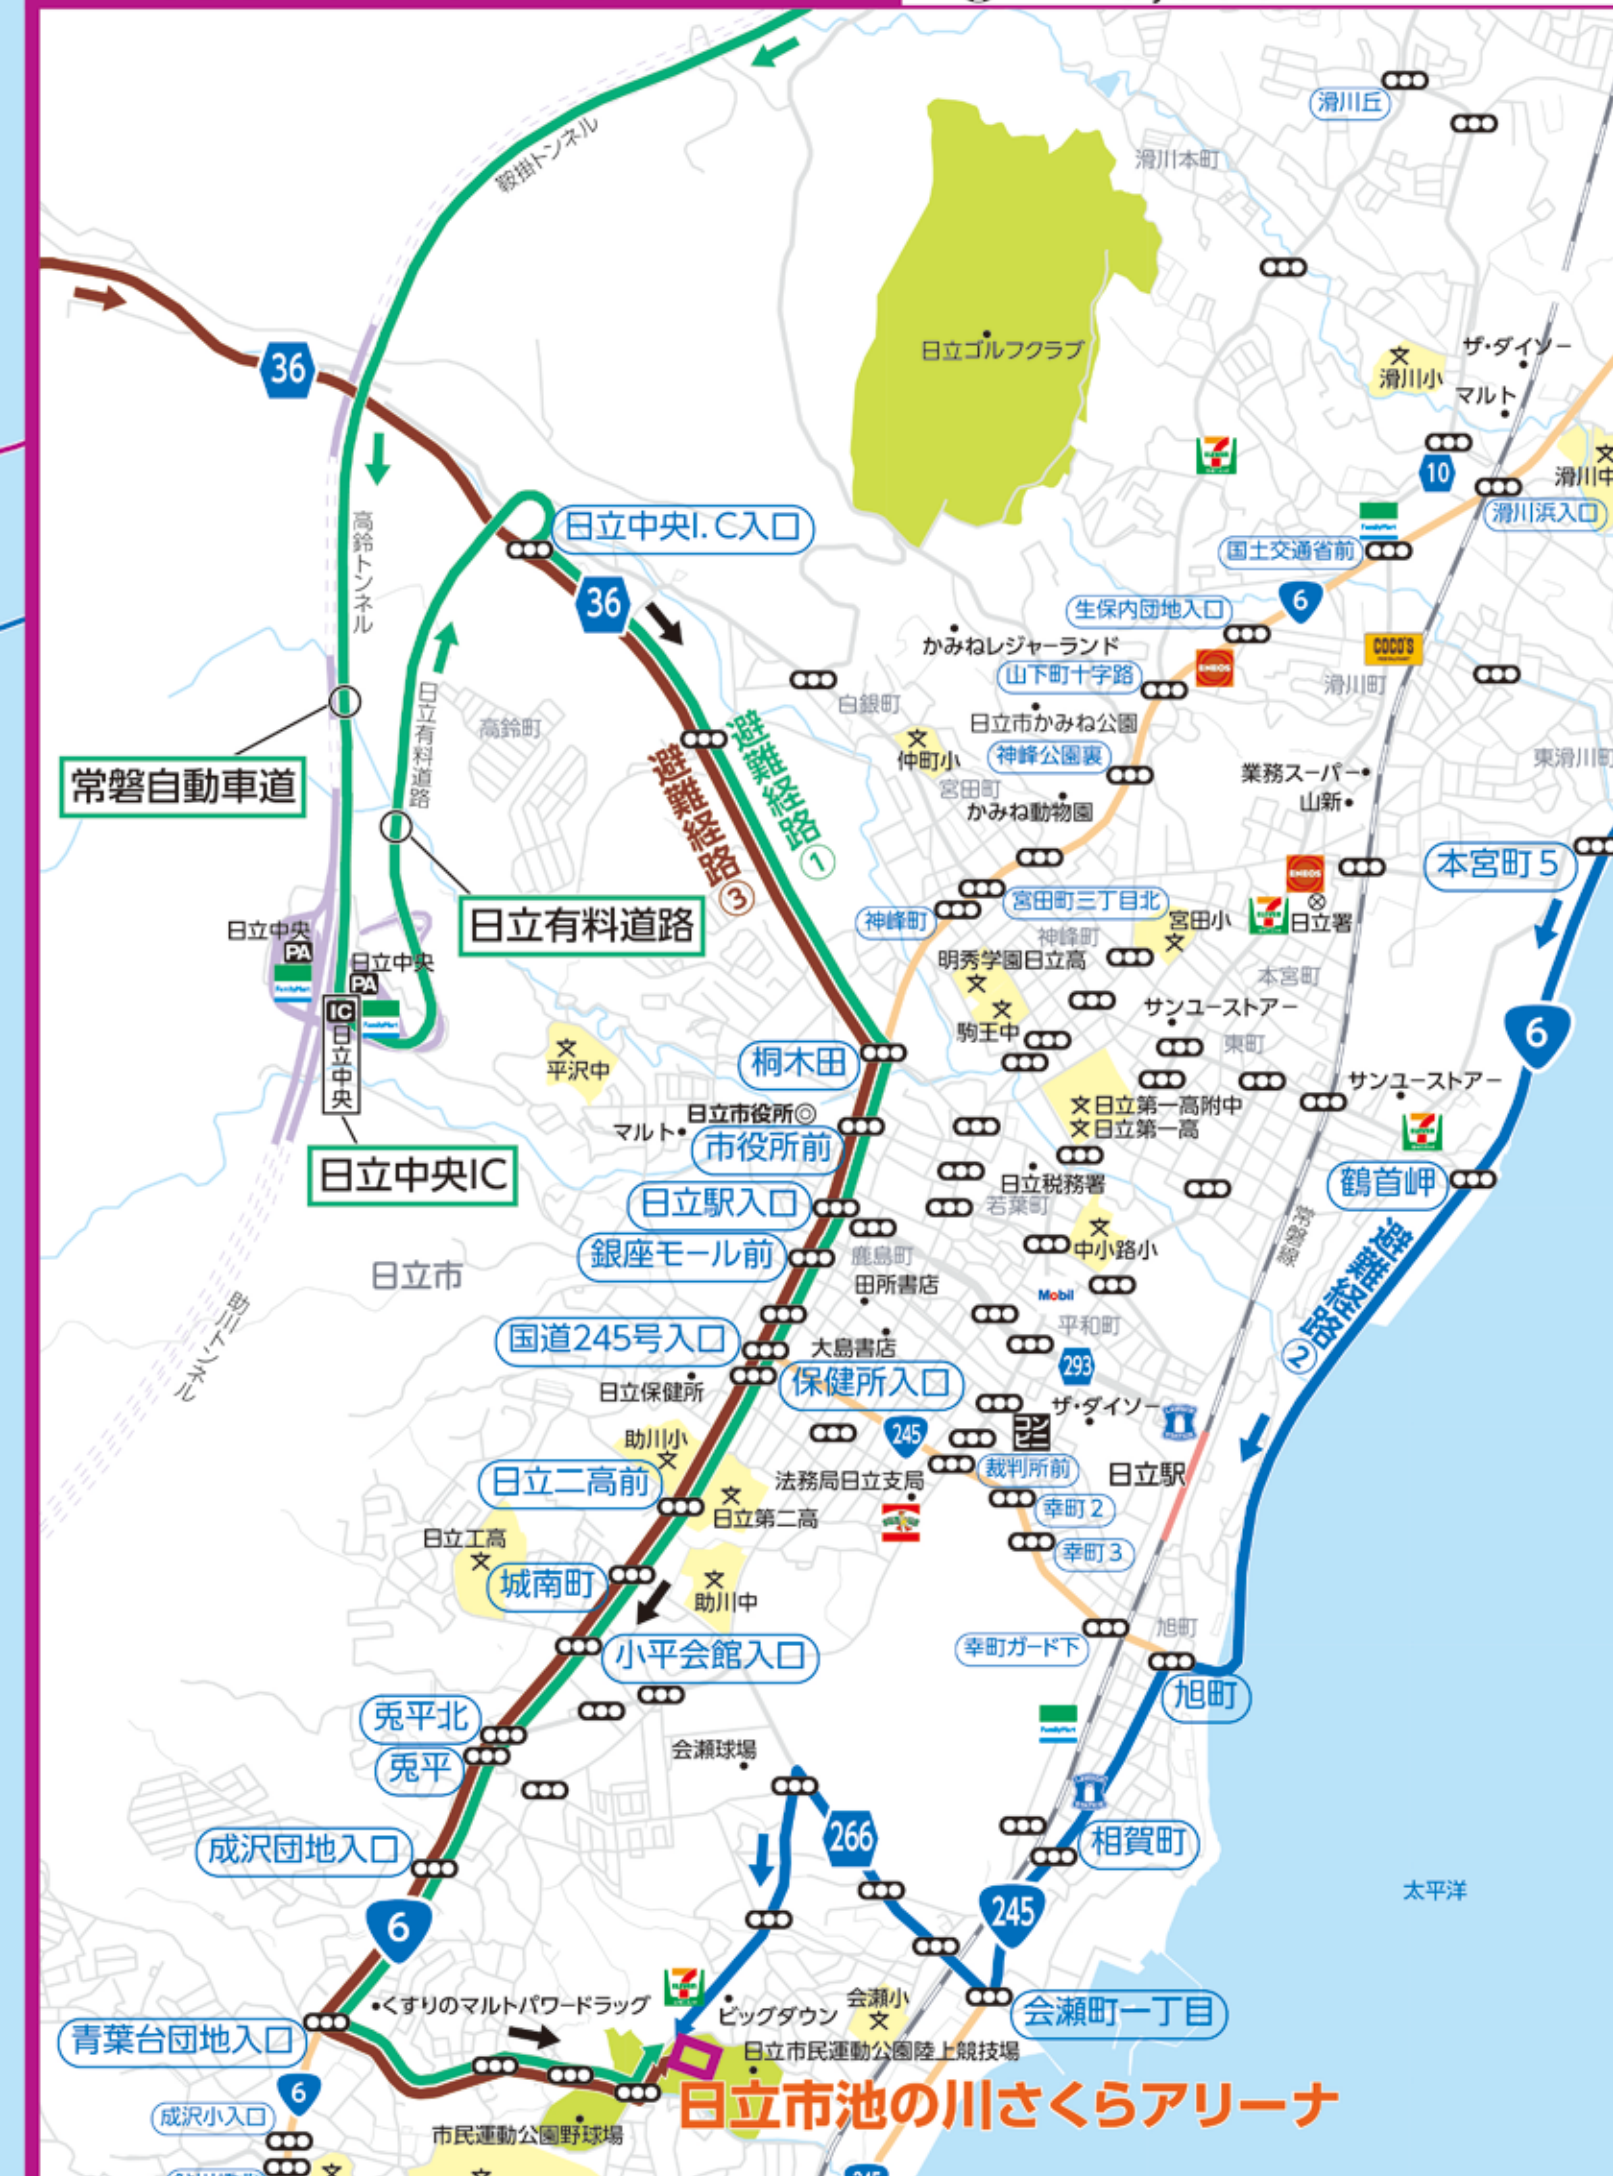 滑川丘
滑川本町
鞍掛トンネル
36
日立ゴルフクラブ
ザ・ダイソー
滑川小
マルト
10
滑川中
滑川浜入口
FamilyMart
国土交通省前
高鈴トンネル
日立中央I.C入口
36
6
生保内団地入口
かみねレジャーランド
ENEOS
COCO'S
山下町十字路
滑川町
白銀町
日立市かみね公園
高鈴町
日立有料道路
仲町小
神峰公園裏
東滑川町
宮田町
かみね動物園
業務スーパー
山新
常磐自動車道
避難経路①
避難経路③
本宮町5
ENEOS
宮田町三丁目北
神峰町
宮田小
日立署
日立有料道路
日立中央
PA
FamilyMart
日立中央
PA
FamilyMart
IC
日立中央
神峰町
明秀学園日立高
本宮町
サンユーストアー
6
駒王中
東町
平沢中
桐木田
サンユーストアー
日立第一高附中
日立第一高
日立市役所
マルト
市役所前
日立中央IC
日立税務署
鶴首岬
日立駅入口
若葉町
常磐線
中小路小
銀座モール前
鹿島町
日立市
田所書店
Mobil
避難経路②
助川トンネル
平和町
国道245号入口
大島書店
293
保健所入口
日立保健所
ザ・ダイソー
コンビニ
245
助川小
裁判所前
日立駅
日立二高前
法務局日立支局
幸町2
日立第二高
日立工高
幸町3
城南町
助川中
旭町
幸町ガード下
小平会館入口
旭町
兎平北
FamilyMart
会瀬球場
兎平
266
相賀町
成沢団地入口
太平洋
245
6
くすりのマルトパワードラッグ
ビッグダウン
会瀬小
会瀬町一丁目
青葉台団地入口
日立市民運動公園陸上競技場
6
日立市池の川さくらアリーナ
成沢小入口
市民運動公園野球場